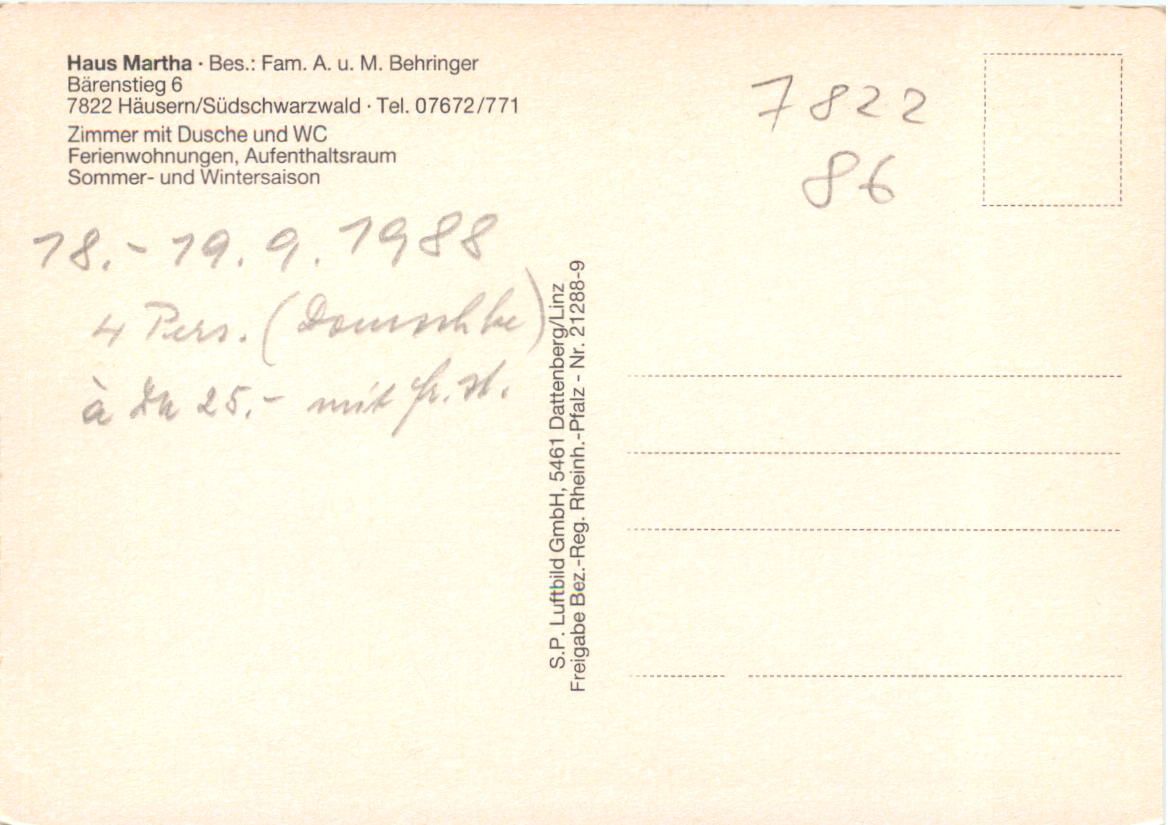 Haus Martha · Bes.: Fam. A. u. M. Behringer
Bärenstieg 6
7822 Häusern/Südschwarzwald · Tel. 07672/771
Zimmer mit Dusche und WC
Ferienwohnungen, Aufenthaltsraum
Sommer- und Wintersaison
18.-19.9.1988
4 Pers.
à 25.- mit fr. st.
S.P. Luftbild GmbH, 5461 Dattenberg/Linz
Freigabe Bez.-Reg. Rheinh.-Pfalz - Nr. 21288-9
7822
86